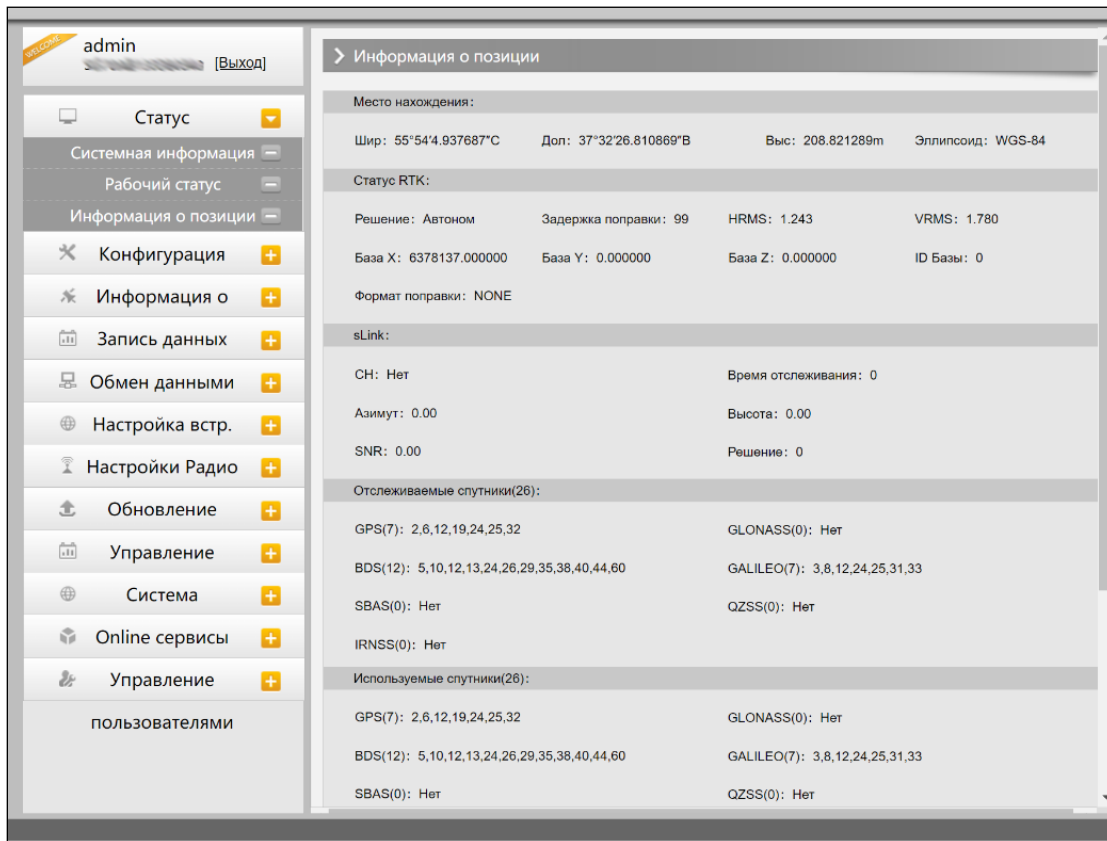 WELCOME
admin
[Выход]
Статус
Системная информация
Рабочий статус
Информация о позиции
Конфигурация
Информация о
Запись данных
Обмен данными
Настройка встр.
Настройки Радио
Обновление
Управление
Система
Online сервисы
Управление
пользователями
Информация о позиции
Место нахождения:
Шир: 55°54'4.937687"С Дол: 37°32'26.810869"В Выс: 208.821289m Эллипсоид: WGS-84
Статус RTK:
Решение: Автоном Задержка поправки: 99 HRMS: 1.243 VRMS: 1.780
База X: 6378137.000000 База Y: 0.000000 База Z: 0.000000 ID Базы: 0
Формат поправки: NONE
sLink:
CH: Нет Время отслеживания: 0
Азимут: 0.00 Высота: 0.00
SNR: 0.00 Решение: 0
Отслеживаемые спутники(26):
GPS(7): 2,6,12,19,24,25,32 GLONASS(0): Нет
BDS(12): 5,10,12,13,24,26,29,35,38,40,44,60 GALILEO(7): 3,8,12,24,25,31,33
SBAS(0): Нет QZSS(0): Нет
IRNSS(0): Нет
Используемые спутники(26):
GPS(7): 2,6,12,19,24,25,32 GLONASS(0): Нет
BDS(12): 5,10,12,13,24,26,29,35,38,40,44,60 GALILEO(7): 3,8,12,24,25,31,33
SBAS(0): Нет QZSS(0): Нет